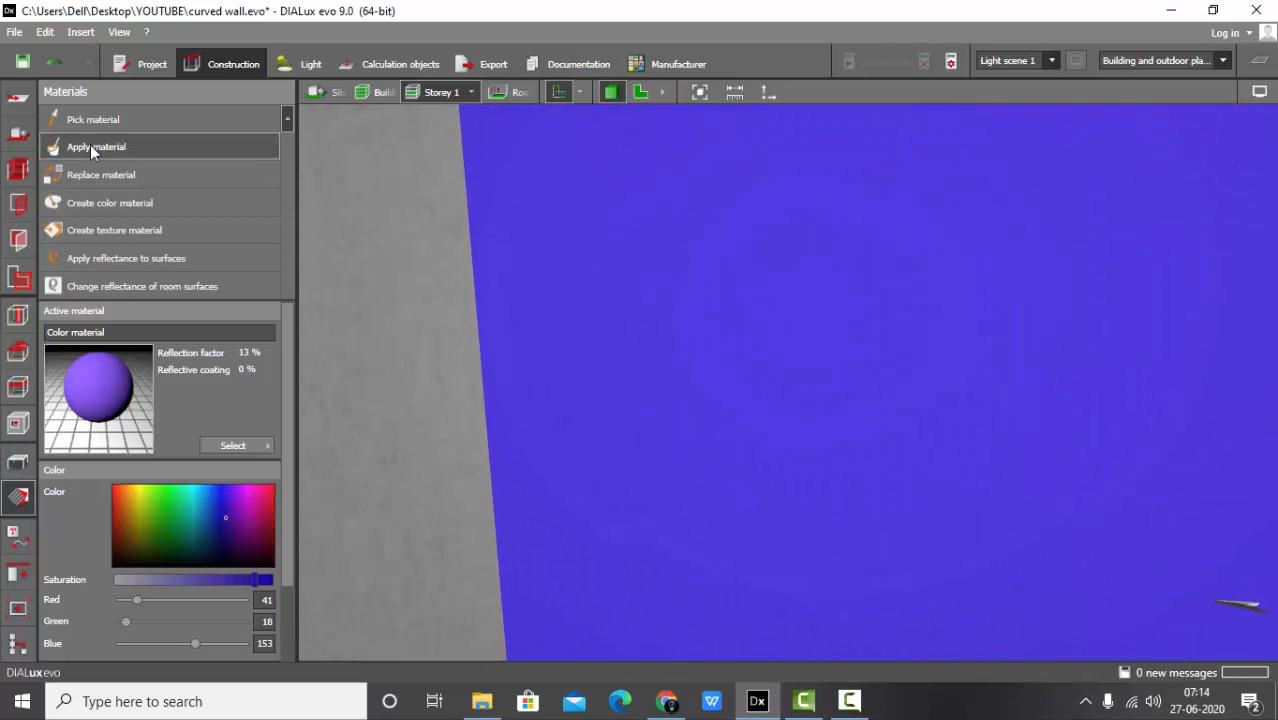 C:\Users\Dell\Desktop\YOUTUBE\curved wall.evo* - DIALux evo 9.0 (64-bit)
File Edit Insert View ? Log in
Project Construction Light Calculation objects Export Documentation Manufacturer Light scene 1 Building and outdoor pla...
Materials
Storey 1
Pick material
Apply material
Replace material
Create color material
Create texture material
Apply reflectance to surfaces
Change reflectance of room surfaces
Active material
Color material
Reflection factor 13 %
Reflective coating 0 %
Select
Color
Color
Saturation
Red 41
Green 18
Blue 153
DIALux evo 0 new messages
Type here to search
07:14
27-06-2020
2